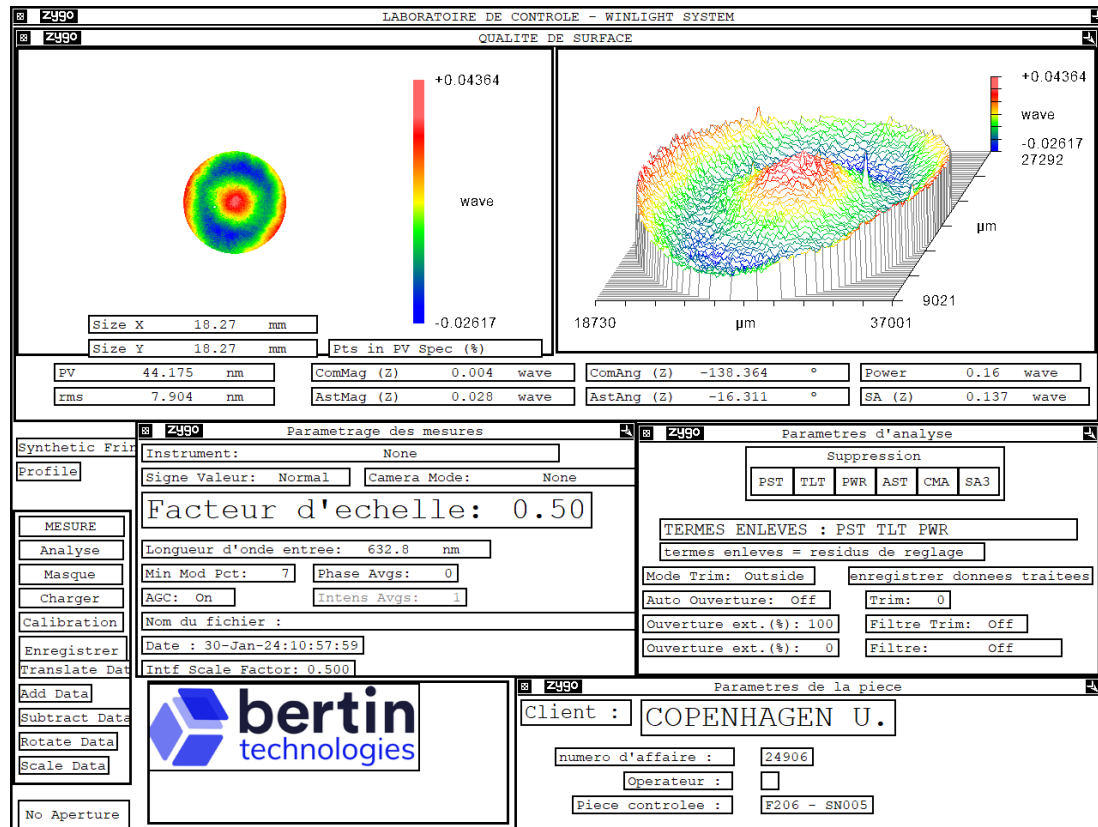 zygo LABORATOIRE DE CONTROLE - WINLIGHT SYSTEM
zygo QUALITE DE SURFACE
+0.04364
wave
-0.02617
+0.04364
wave
-0.02617
27292
µm
9021
18730 µm 37001
Size X 18.27 mm
Size Y 18.27 mm Pts in PV Spec (%)
PV 44.175 nm ComMag (Z) 0.004 wave ComAng (Z) -138.364 ° Power 0.16 wave
rms 7.904 nm AstMag (Z) 0.028 wave AstAng (Z) -16.311 ° SA (Z) 0.137 wave
Synthetic Frin
Profile
MESURE
Analyse
Masque
Charger
Calibration
Enregistrer
Translate Dat
Add Data
Subtract Data
Rotate Data
Scale Data
No Aperture
zygo Parametrage des mesures
Instrument: None
Signe Valeur: Normal Camera Mode: None
Facteur d'echelle: 0.50
Longueur d'onde entree: 632.8 nm
Min Mod Pct: 7 Phase Avgs: 0
AGC: On Intens Avgs: 1
Nom du fichier :
Date : 30-Jan-24:10:57:59
Intf Scale Factor: 0.500
zygo Parametres d'analyse
Suppression
PST TLT PWR AST CMA SA3
TERMES ENLEVES : PST TLT PWR
termes enleves = residus de reglage
Mode Trim: Outside enregistrer donnees traitees
Auto Ouverture: Off Trim: 0
Ouverture ext.(%): 100 Filtre Trim: Off
Ouverture ext.(%): 0 Filtre: Off
bertin
technologies
zygo Parametres de la piece
Client : COPENHAGEN U.
numero d'affaire : 24906
Operateur :
Piece controlee : F206 - SN005